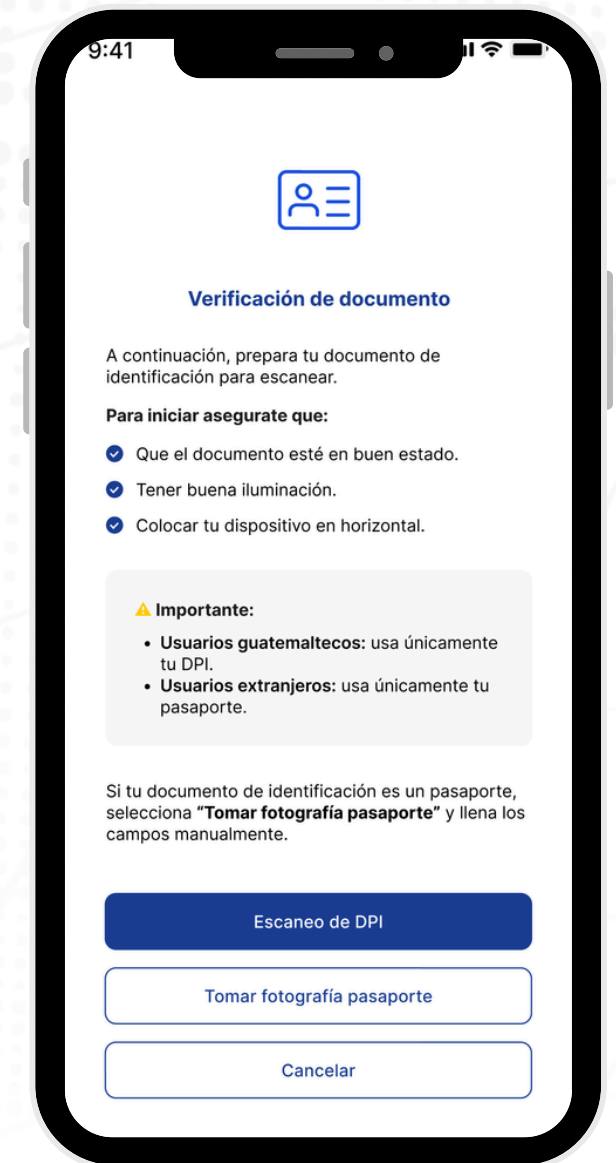 9:41
Verificación de documento
A continuación, prepara tu documento de
identificación para escanear.
Para iniciar asegurate que:
Que el documento esté en buen estado.
Tener buena iluminación.
Colocar tu dispositivo en horizontal.
Importante:
• Usuarios guatemaltecos: usa únicamente
tu DPI.
• Usuarios extranjeros: usa únicamente tu
pasaporte.
Si tu documento de identificación es un pasaporte,
selecciona “Tomar fotografía pasaporte” y llena los
campos manualmente.
Escaneo de DPI
Tomar fotografía pasaporte
Cancelar